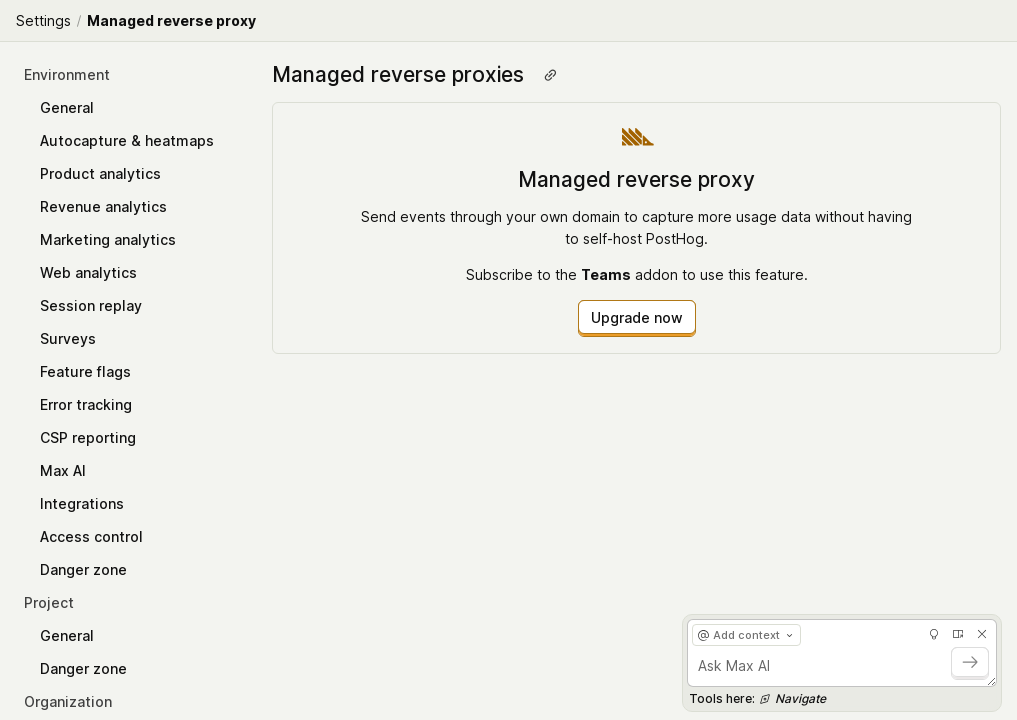 Settings / Managed reverse proxy
Environment
General
Autocapture & heatmaps
Product analytics
Revenue analytics
Marketing analytics
Web analytics
Session replay
Surveys
Feature flags
Error tracking
CSP reporting
Max AI
Integrations
Access control
Danger zone
Project
General
Danger zone
Organization
Managed reverse proxies
Managed reverse proxy
Send events through your own domain to capture more usage data without having
to self-host PostHog.
Subscribe to the Teams addon to use this feature.
Upgrade now
@ Add context
Ask Max AI
Tools here: Navigate